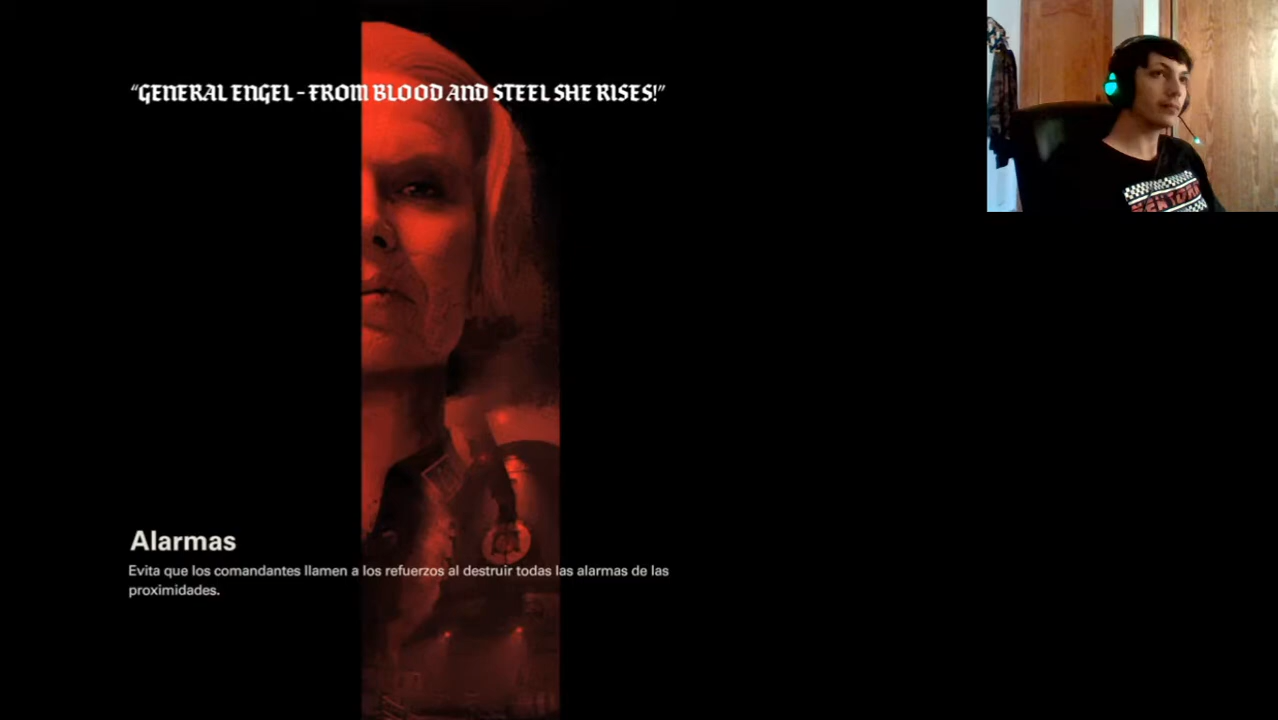 “GENERAL ENGEL - FROM BLOOD AND STEEL SHE RISES!”
Alarmas
Evita que los comandantes llamen a los refuerzos al destruir todas las alarmas de las
proximidades.